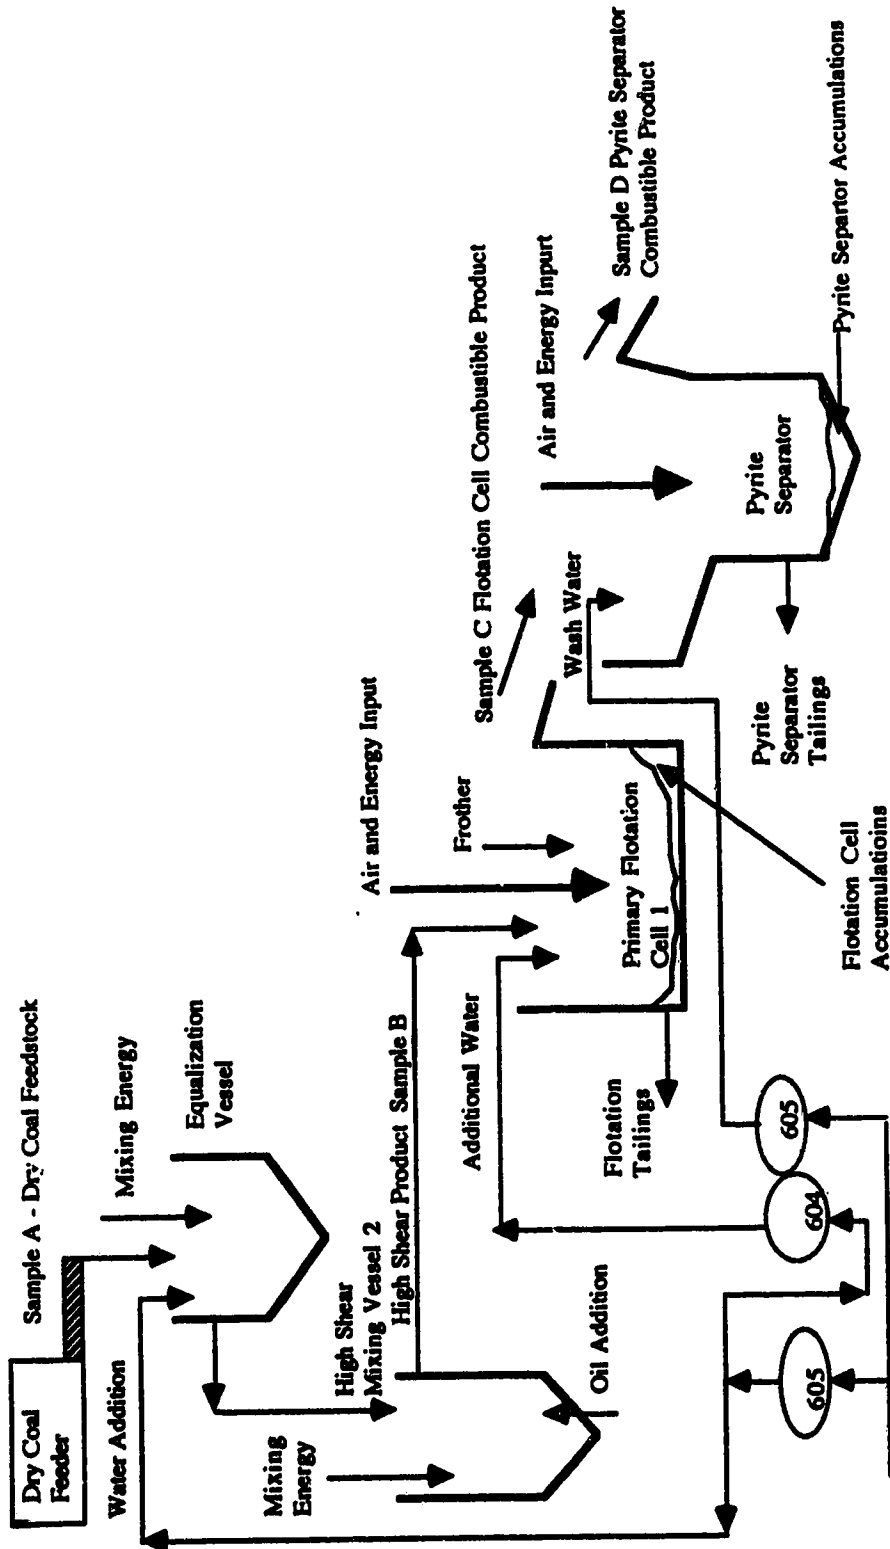 Dry Coal
Feeder
Sample A - Dry Coal Feedstock
Mixing Energy
Equalization
Vessel
Water Addition
High Shear
Mixing Vessel 2
High Shear Product Sample B
Mixing
Energy
Oil Addition
Air and Energy Input
Frother
Additional Water
Primary Flotation
Cell 1
Flotation
Tailings
Flotation Cell
Accumulatioins
Sample C Flotation Cell Combustible Product
Wash Water
Air and Energy Inpurt
Sample D Pyrite Separator
Combustible Product
Pyrite
Separator
Pyrite
Separator
Tailings
Pyrite Separtor Accumulations
605
604
605